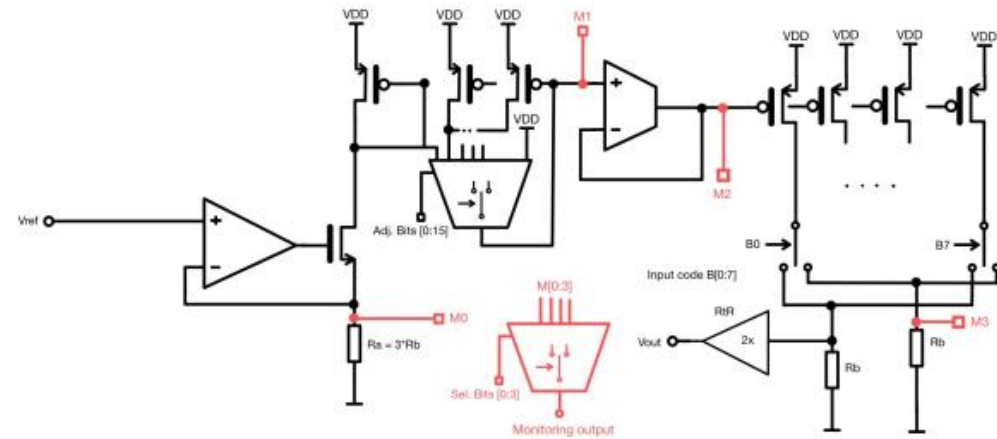 VDD
VDD
VDD
M1
VDD
VDD
VDD
VDD
+
−
VDD
M2
Vref
+
−
Adj. Bits [0:15]
B0
B7
Input code B[0:7]
M0
M[0:3]
RtR
M3
Ra = 3*Rb
Vout
2x
Rb
Rb
Sel. Bits [0:3]
Monitoring output